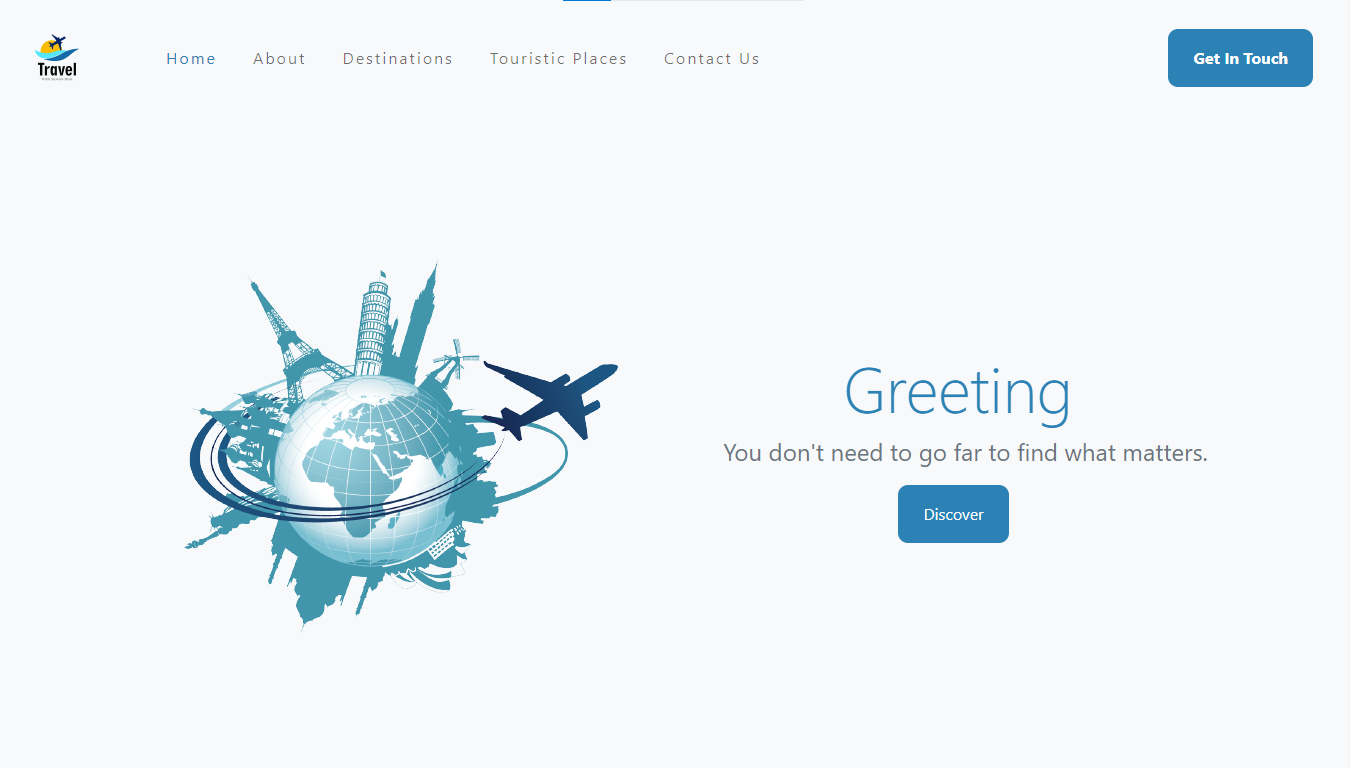 Travel
Home About Destinations Touristic Places Contact Us
Get In Touch
Greeting
You don't need to go far to find what matters.
Discover